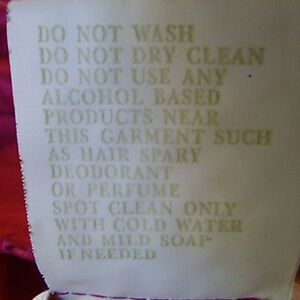 DO NOT WASH
DO NOT DRY CLEAN
DO NOT USE ANY
ALCOHOL BASED
PRODUCTS NEAR
THIS GARMENT SUCH
AS HAIR SPARY
DEODORANT
OR PERFUME
SPOT CLEAN ONLY
WITH COLD WATER
AND MILD SOAP
IF NEEDED